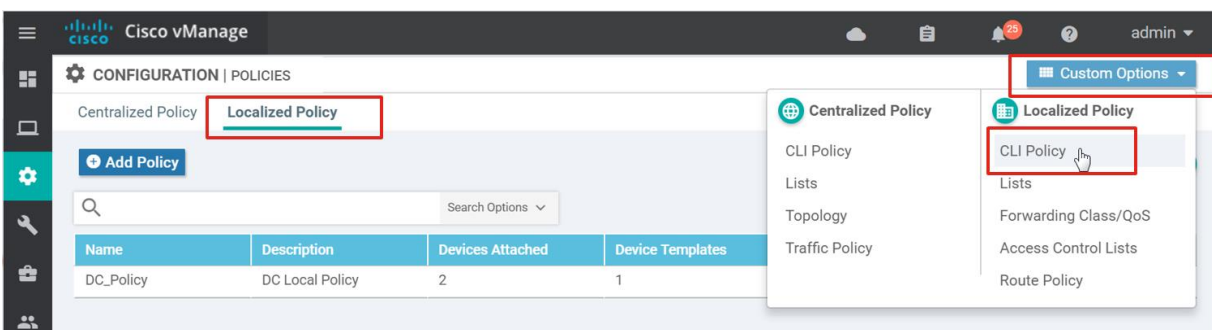 cisco Cisco vManage 25 admin
CONFIGURATION | POLICIES Custom Options
Centralized Policy Localized Policy
Add Policy
Search Options
Name Description Devices Attached Device Templates
DC_Policy DC Local Policy 2 1
Centralized Policy
CLI Policy
Lists
Topology
Traffic Policy
Localized Policy
CLI Policy
Lists
Forwarding Class/QoS
Access Control Lists
Route Policy